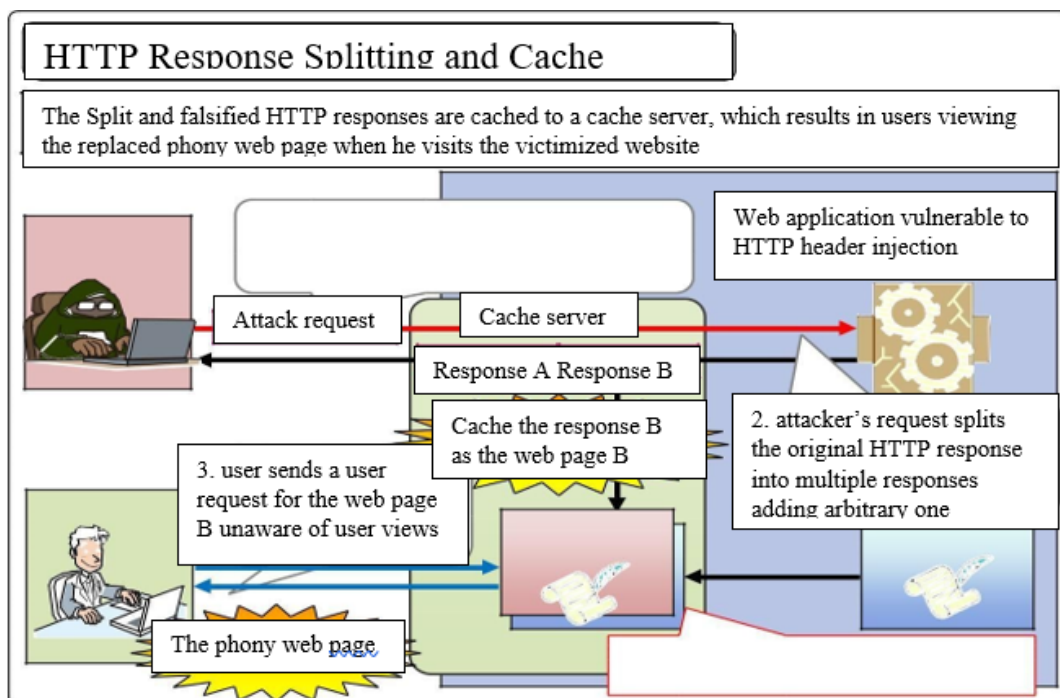 HTTP Response Splitting and Cache
The Split and falsified HTTP responses are cached to a cache server, which results in users viewing
the replaced phony web page when he visits the victimized website
Web application vulnerable to
HTTP header injection
Attack request
Cache server
Response A Response B
Cache the response B
as the web page B
2. attacker’s request splits
the original HTTP response
into multiple responses
adding arbitrary one
3. user sends a user
request for the web page
B unaware of user views
The phony web page